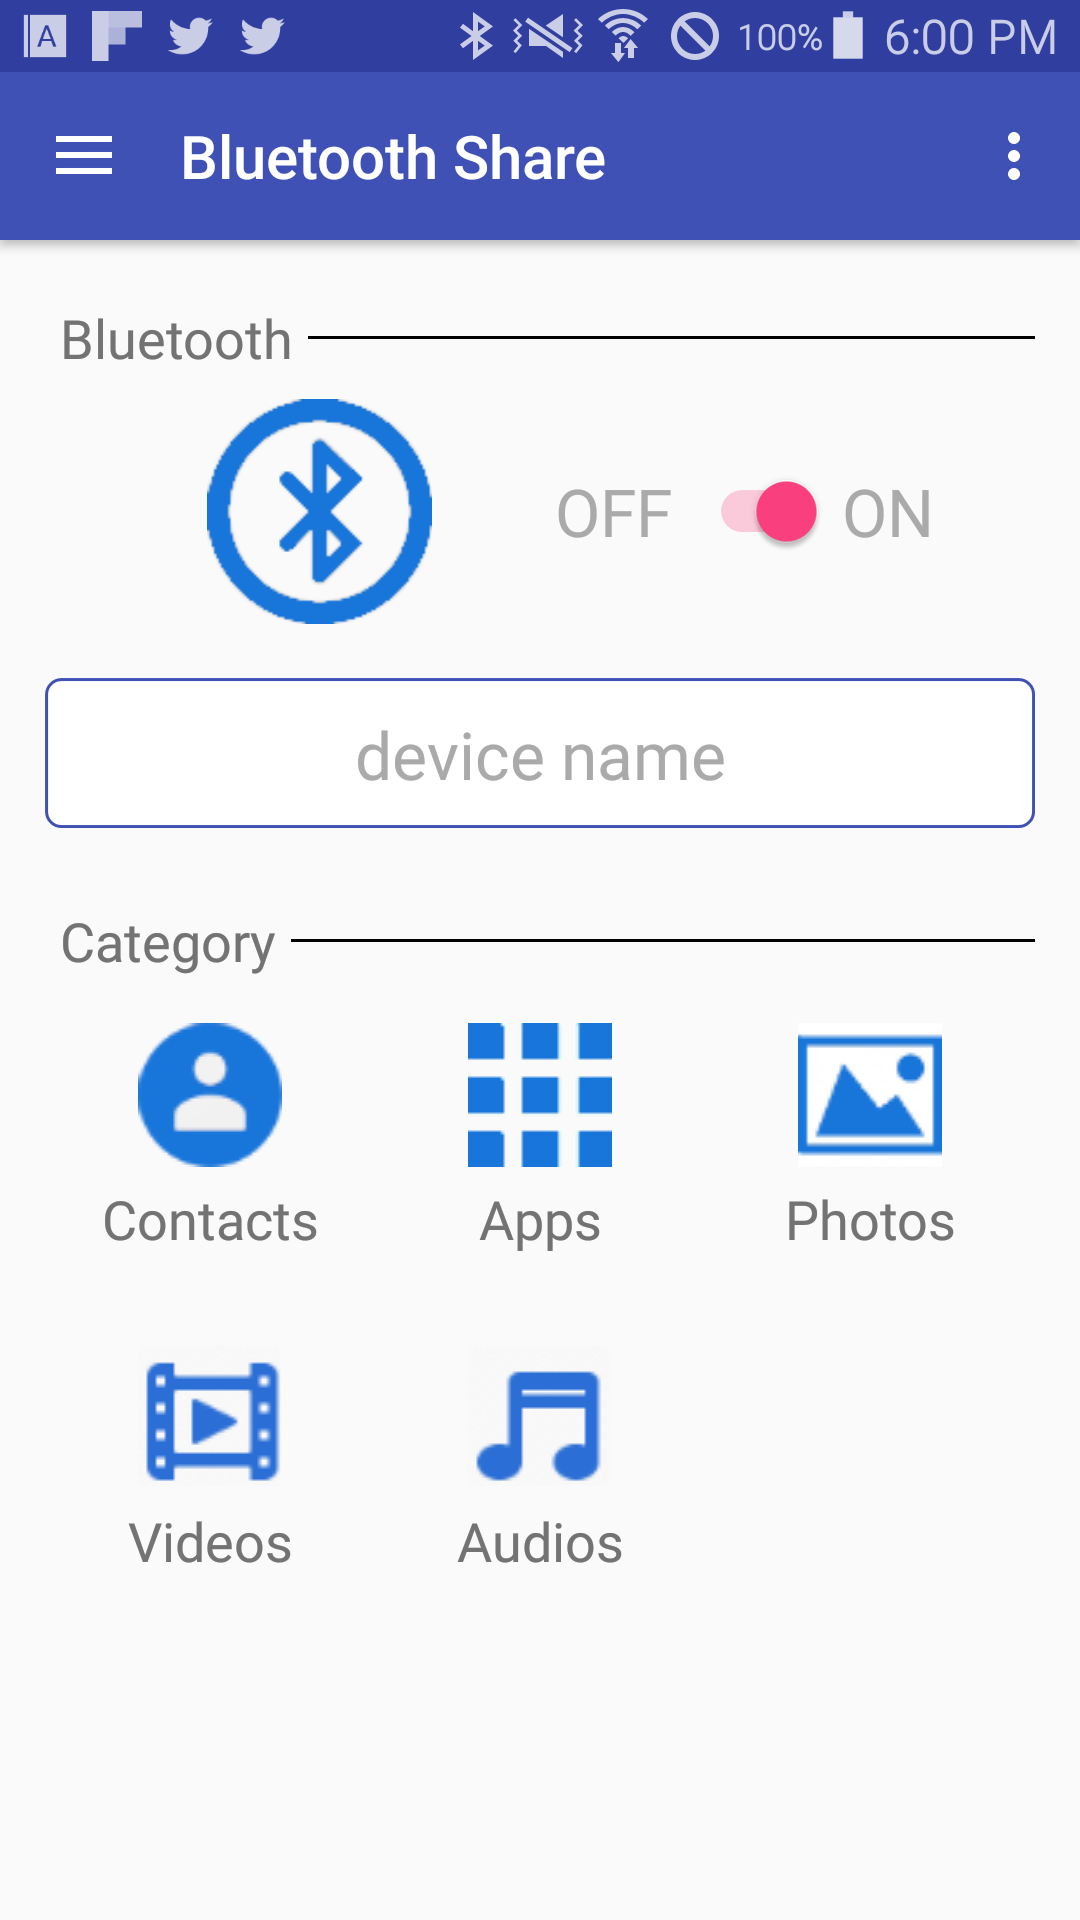 A 100% 6:00 PM
Bluetooth Share
Bluetooth
OFF ON
device name
Category
Contacts Apps Photos
Videos Audios